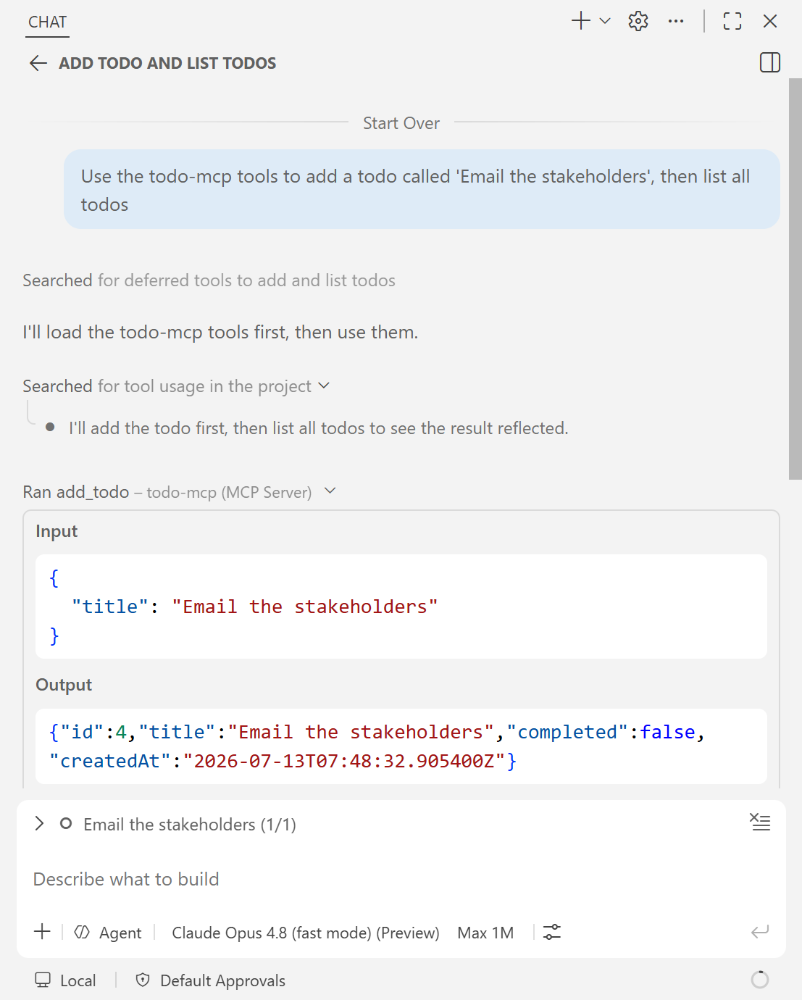 CHAT
ADD TODO AND LIST TODOS
Start Over
Use the todo-mcp tools to add a todo called 'Email the stakeholders', then list all
todos
Searched for deferred tools to add and list todos
I'll load the todo-mcp tools first, then use them.
Searched for tool usage in the project
I'll add the todo first, then list all todos to see the result reflected.
Ran add_todo – todo-mcp (MCP Server)
Input
{
"title": "Email the stakeholders"
}
Output
{"id":4,"title":"Email the stakeholders","completed":false,
"createdAt":"2026-07-13T07:48:32.905400Z"}
Email the stakeholders (1/1)
Describe what to build
Agent Claude Opus 4.8 (fast mode) (Preview) Max 1M
Local Default Approvals